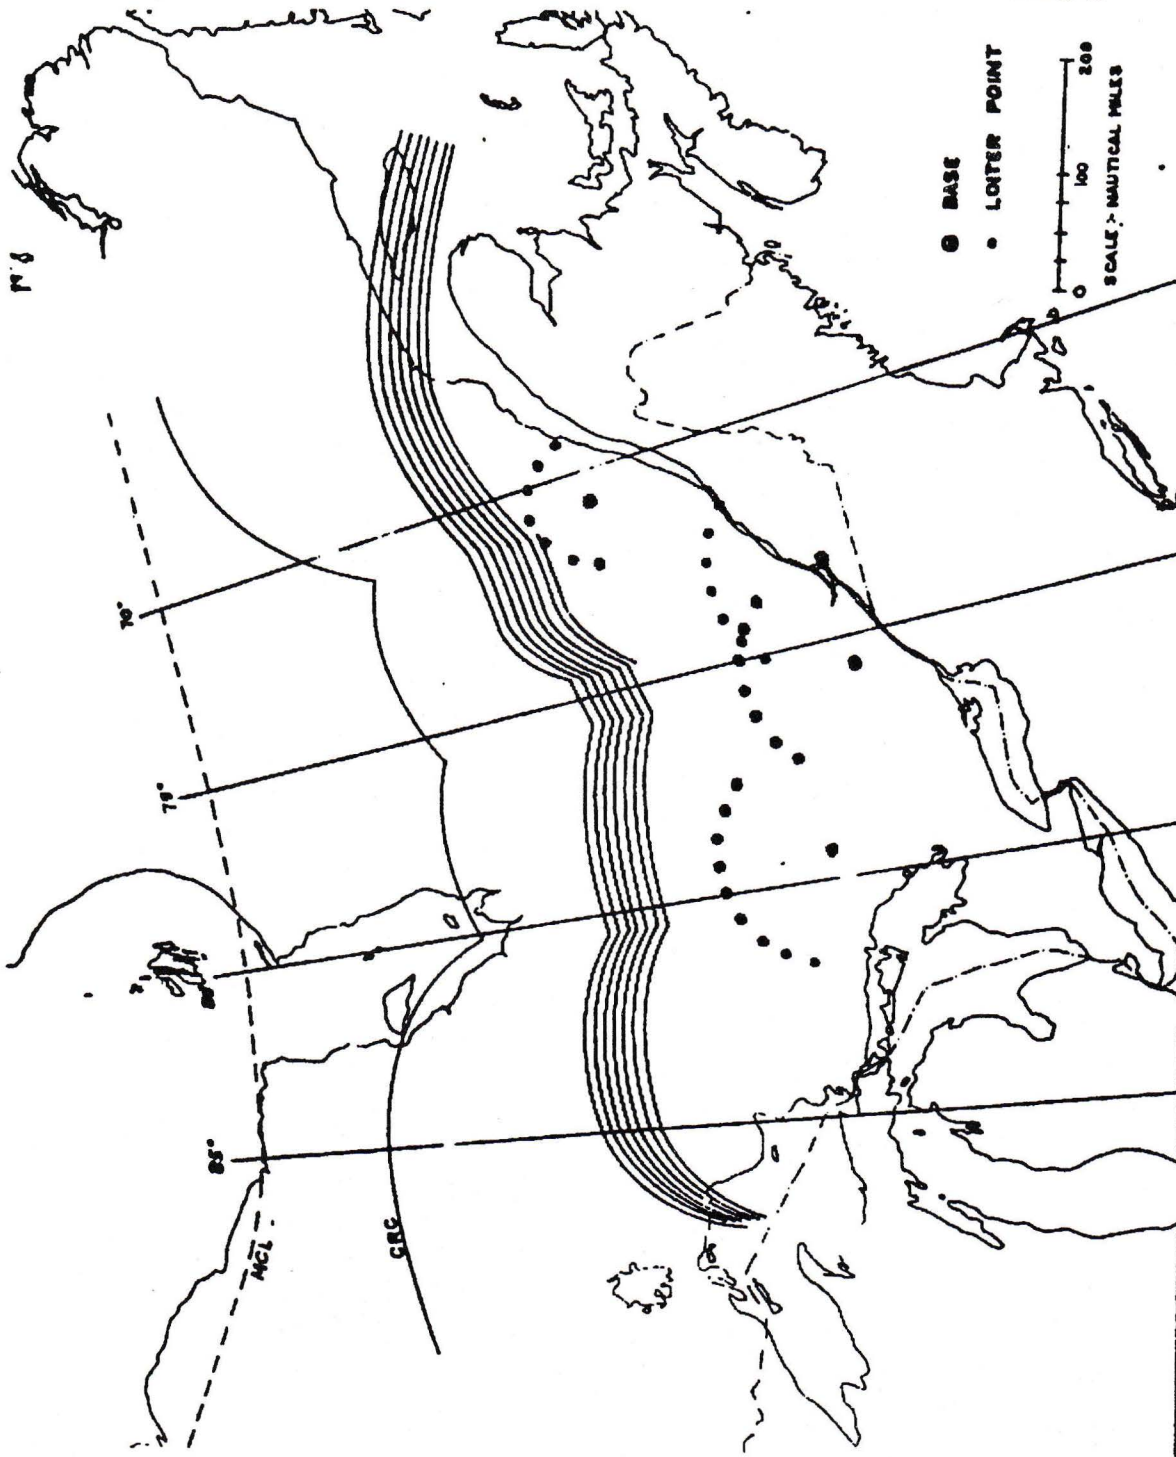 70°
75°
85°
MCL
CRC
BASE
LOITER POINT
0 100 200
SCALE :- NAUTICAL MILES